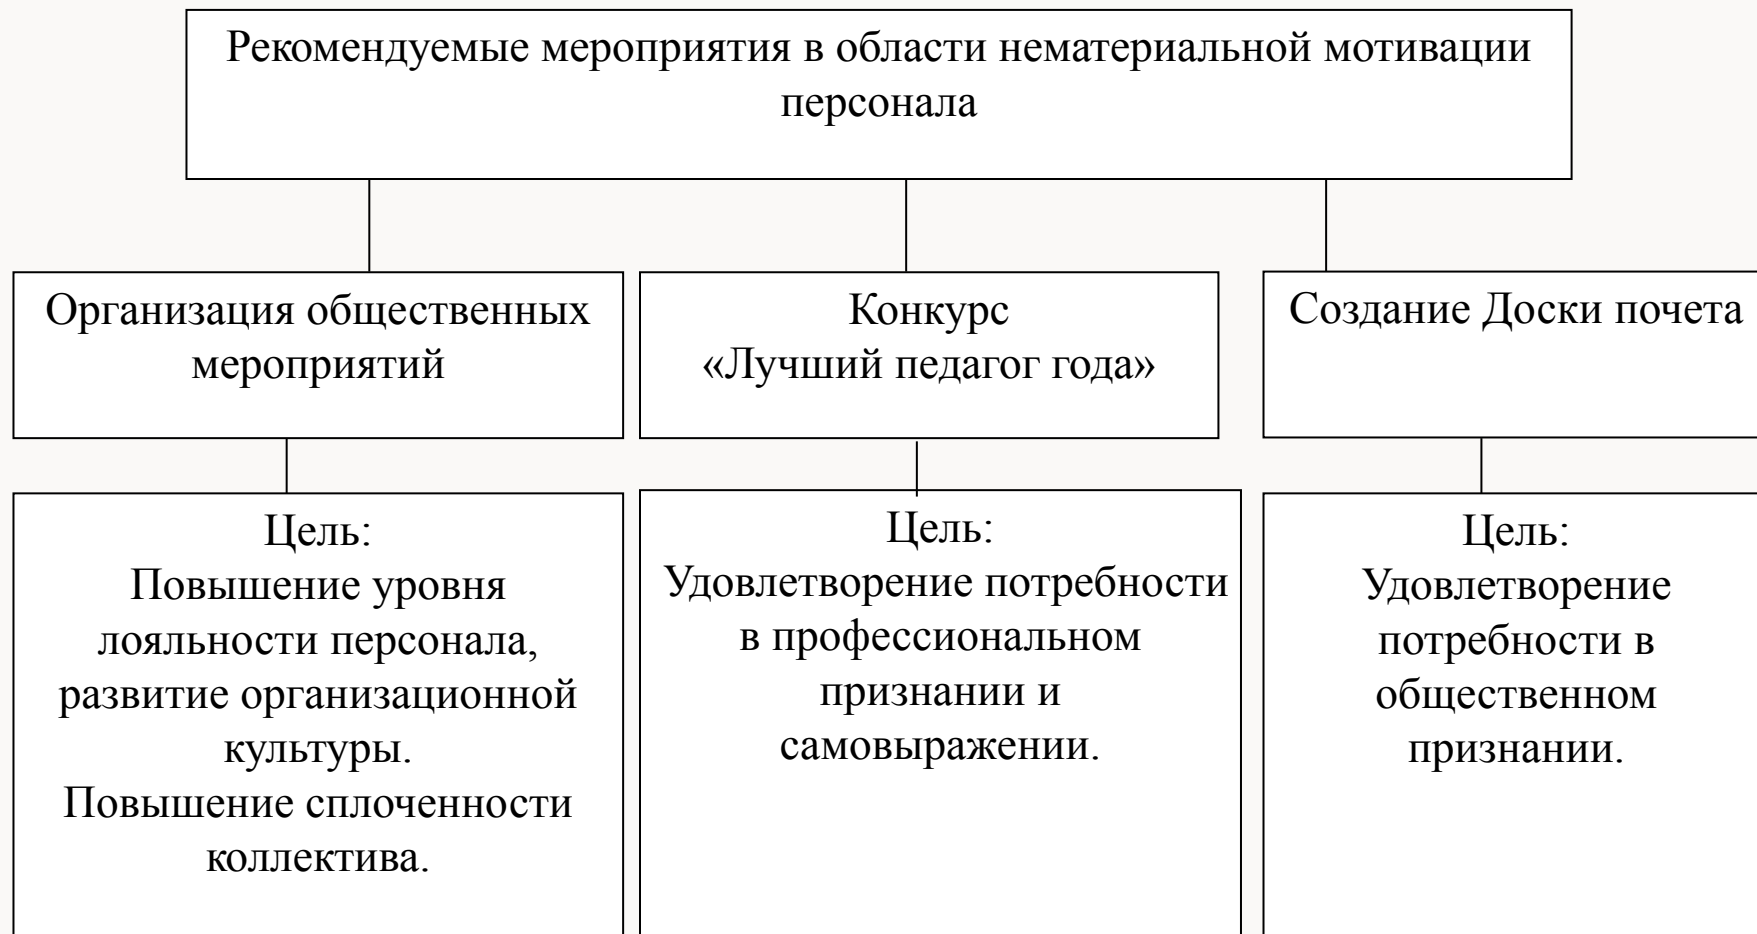 Рекомендуемые мероприятия в области нематериальной мотивации
персонала
Организация общественных
мероприятий
Конкурс
«Лучший педагог года»
Создание Доски почета
Цель:
Повышение уровня
лояльности персонала,
развитие организационной
культуры.
Повышение сплоченности
коллектива.
Цель:
Удовлетворение потребности
в профессиональном
признании и
самовыражении.
Цель:
Удовлетворение
потребности в
общественном
признании.